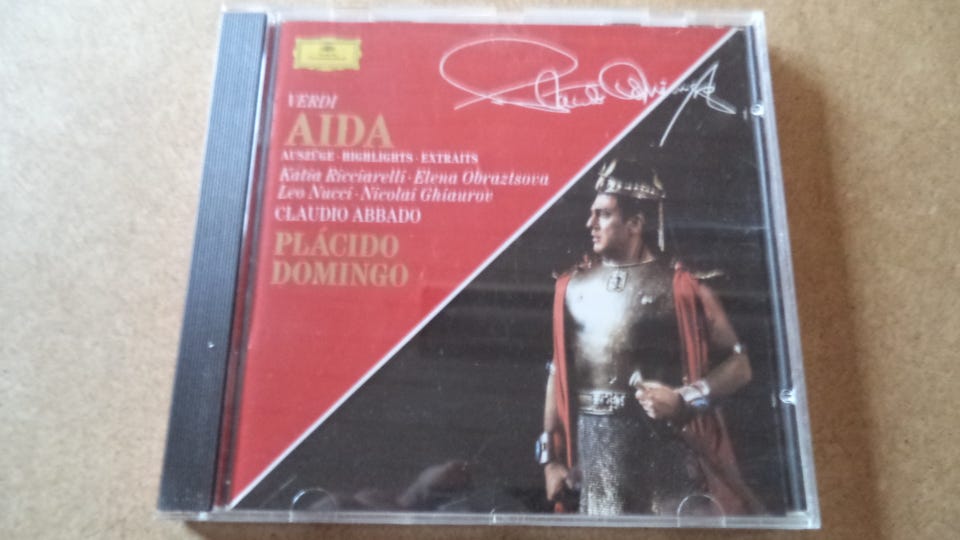 VERDI
AIDA
AUSZÜGE · HIGHLIGHTS · EXTRAITS
Katia Ricciarelli · Elena Obraztsova
Leo Nucci · Nicolai Ghiaurov
CLAUDIO ABBADO
PLÁCIDO
DOMINGO